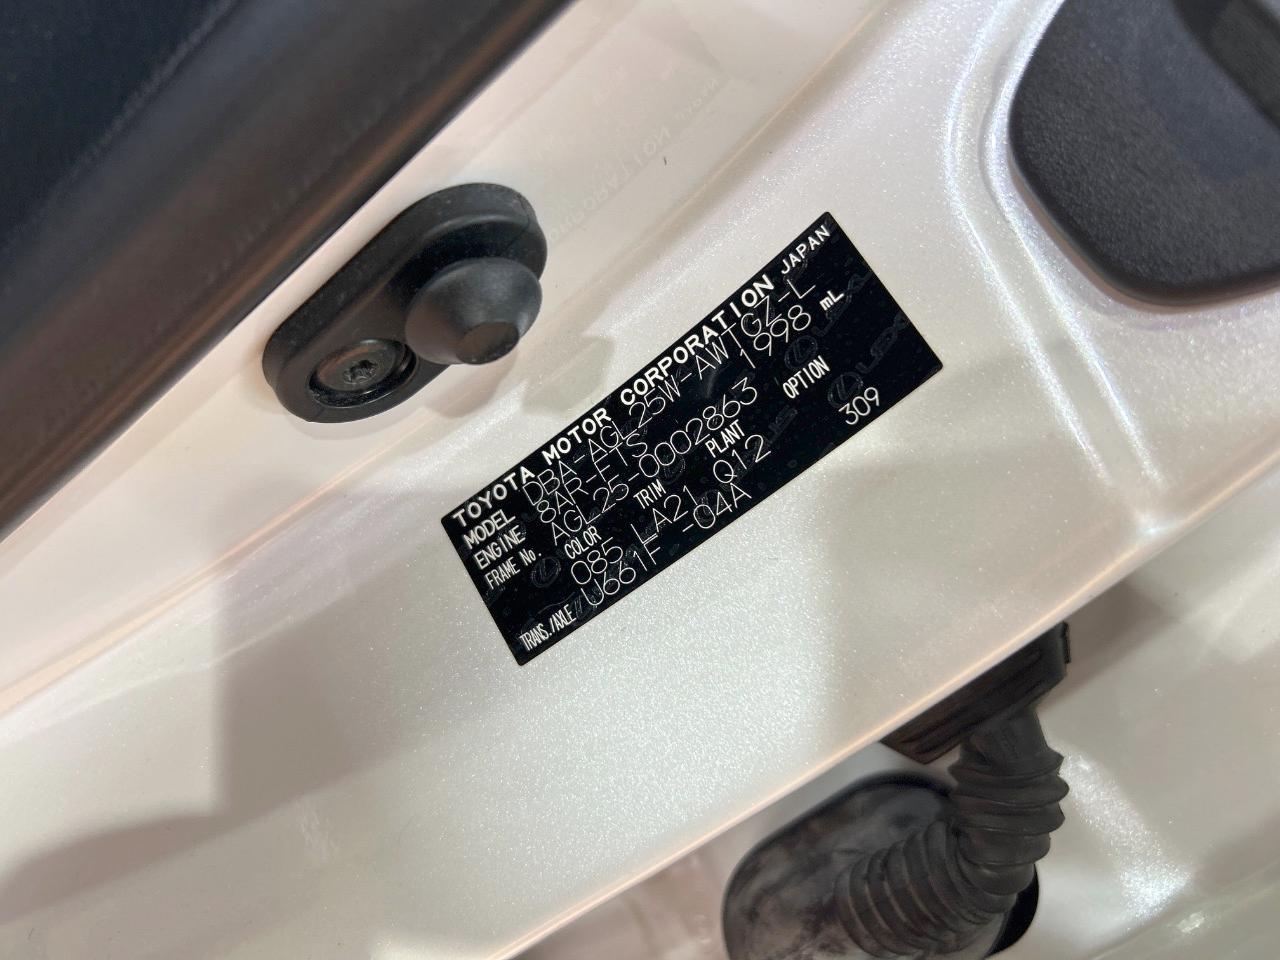 TOYOTA MOTOR CORPORATION JAPAN
MODEL DBA-AGL25W-AWTGZ-L
ENGINE 8AR-FTS 1998 mL
FRAME No. AGL25-0002863
COLOR TRIM PLANT OPTION
085 LA21 Q12 309
TRANS./AXLE U661F -04A